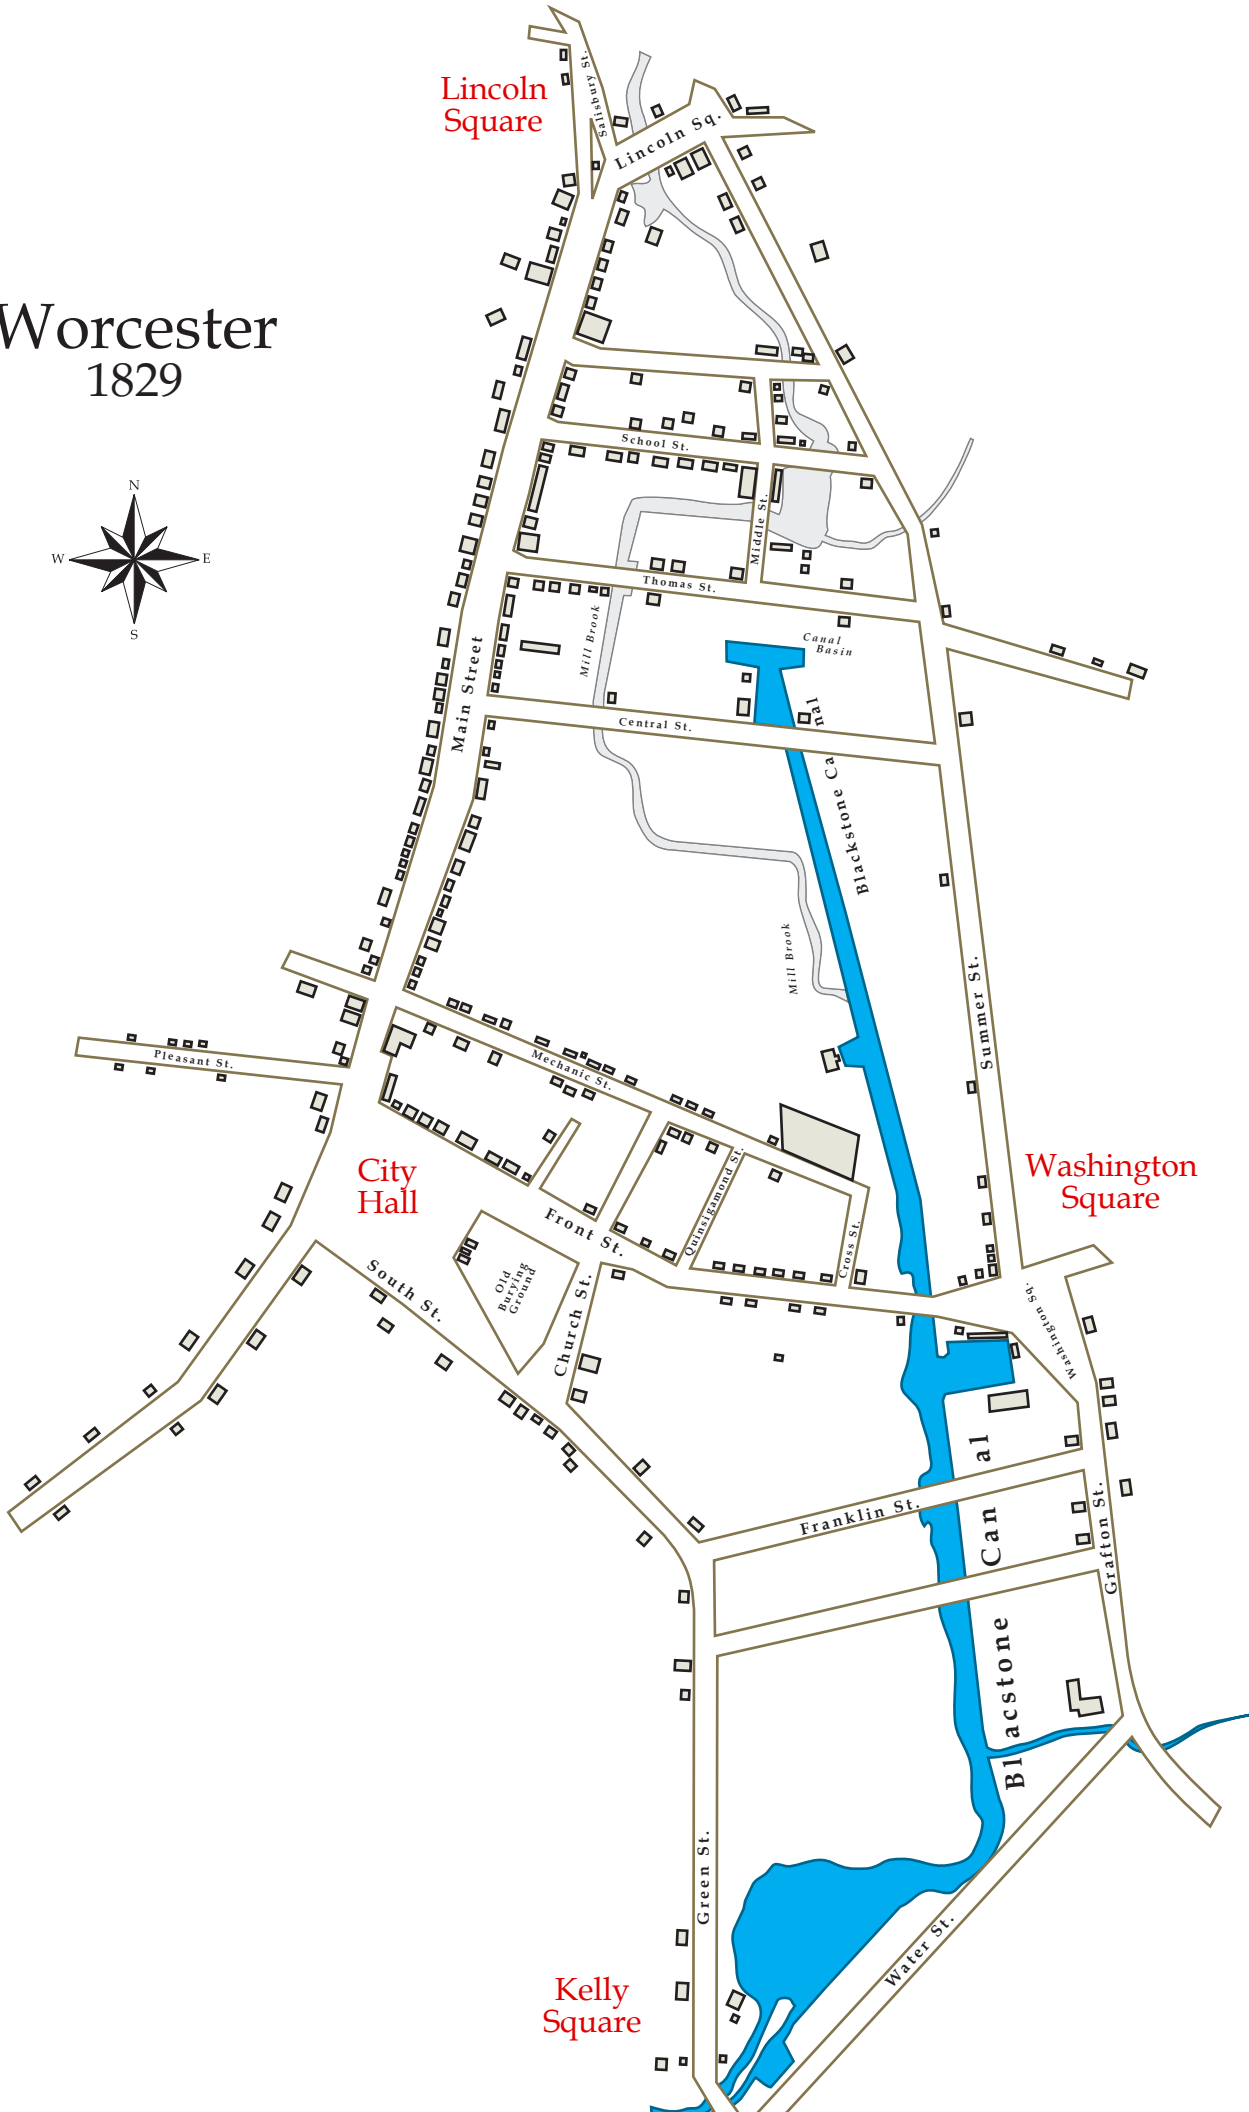 Salisbury St.
Lincoln
Square
Lincoln Sq.
Worcester
1829
School St.
N
W
E
S
Middle St.
Thomas St.
Mill Brook
Canal
Basin
Main Street
Central St.
Blackstone Canal
Mill Brook
Summer St.
Pleasant St.
Mechanic St.
City
Hall
Washington
Square
Quinsigamond St.
Front St.
Cross St.
South St.
Old
Burying
Ground
Church St.
Washington Sq.
Franklin St.
Grafton St.
Blacstone Canal
Green St.
Water St.
Kelly
Square